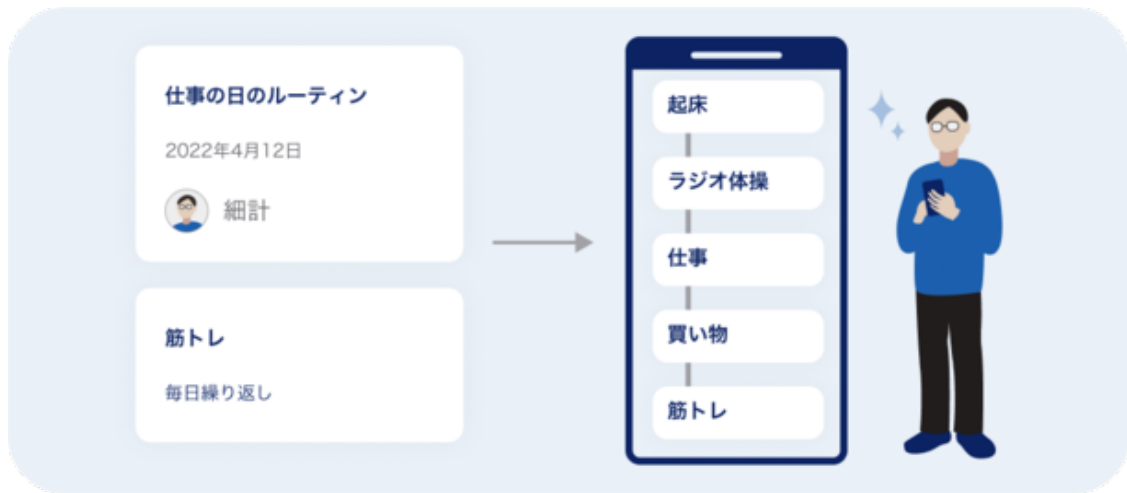 仕事の日のルーティン
2022年4月12日
細計
筋トレ
毎日繰り返し
起床
ラジオ体操
仕事
買い物
筋トレ